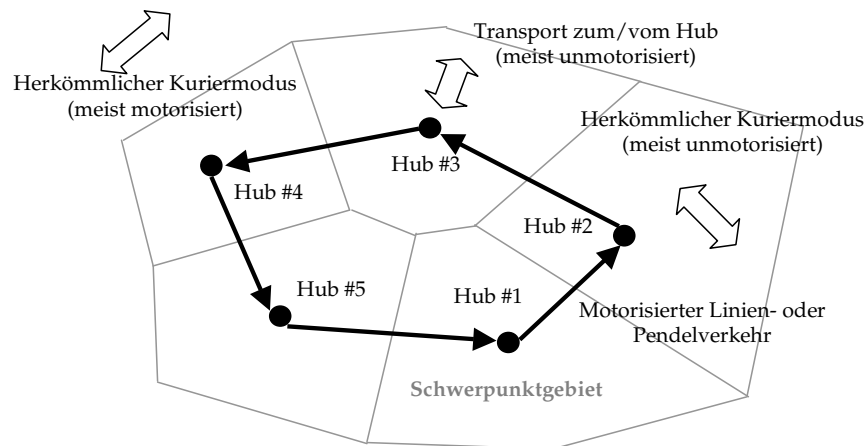 Transport zum/vom Hub
(meist unmotorisiert)
Herkömmlicher Kuriermodus
(meist motorisiert)
Herkömmlicher Kuriermodus
(meist unmotorisiert)
Hub #3
Hub #4
Hub #2
Hub #5
Hub #1
Motorisierter Linien- oder
Pendelverkehr
Schwerpunktgebiet